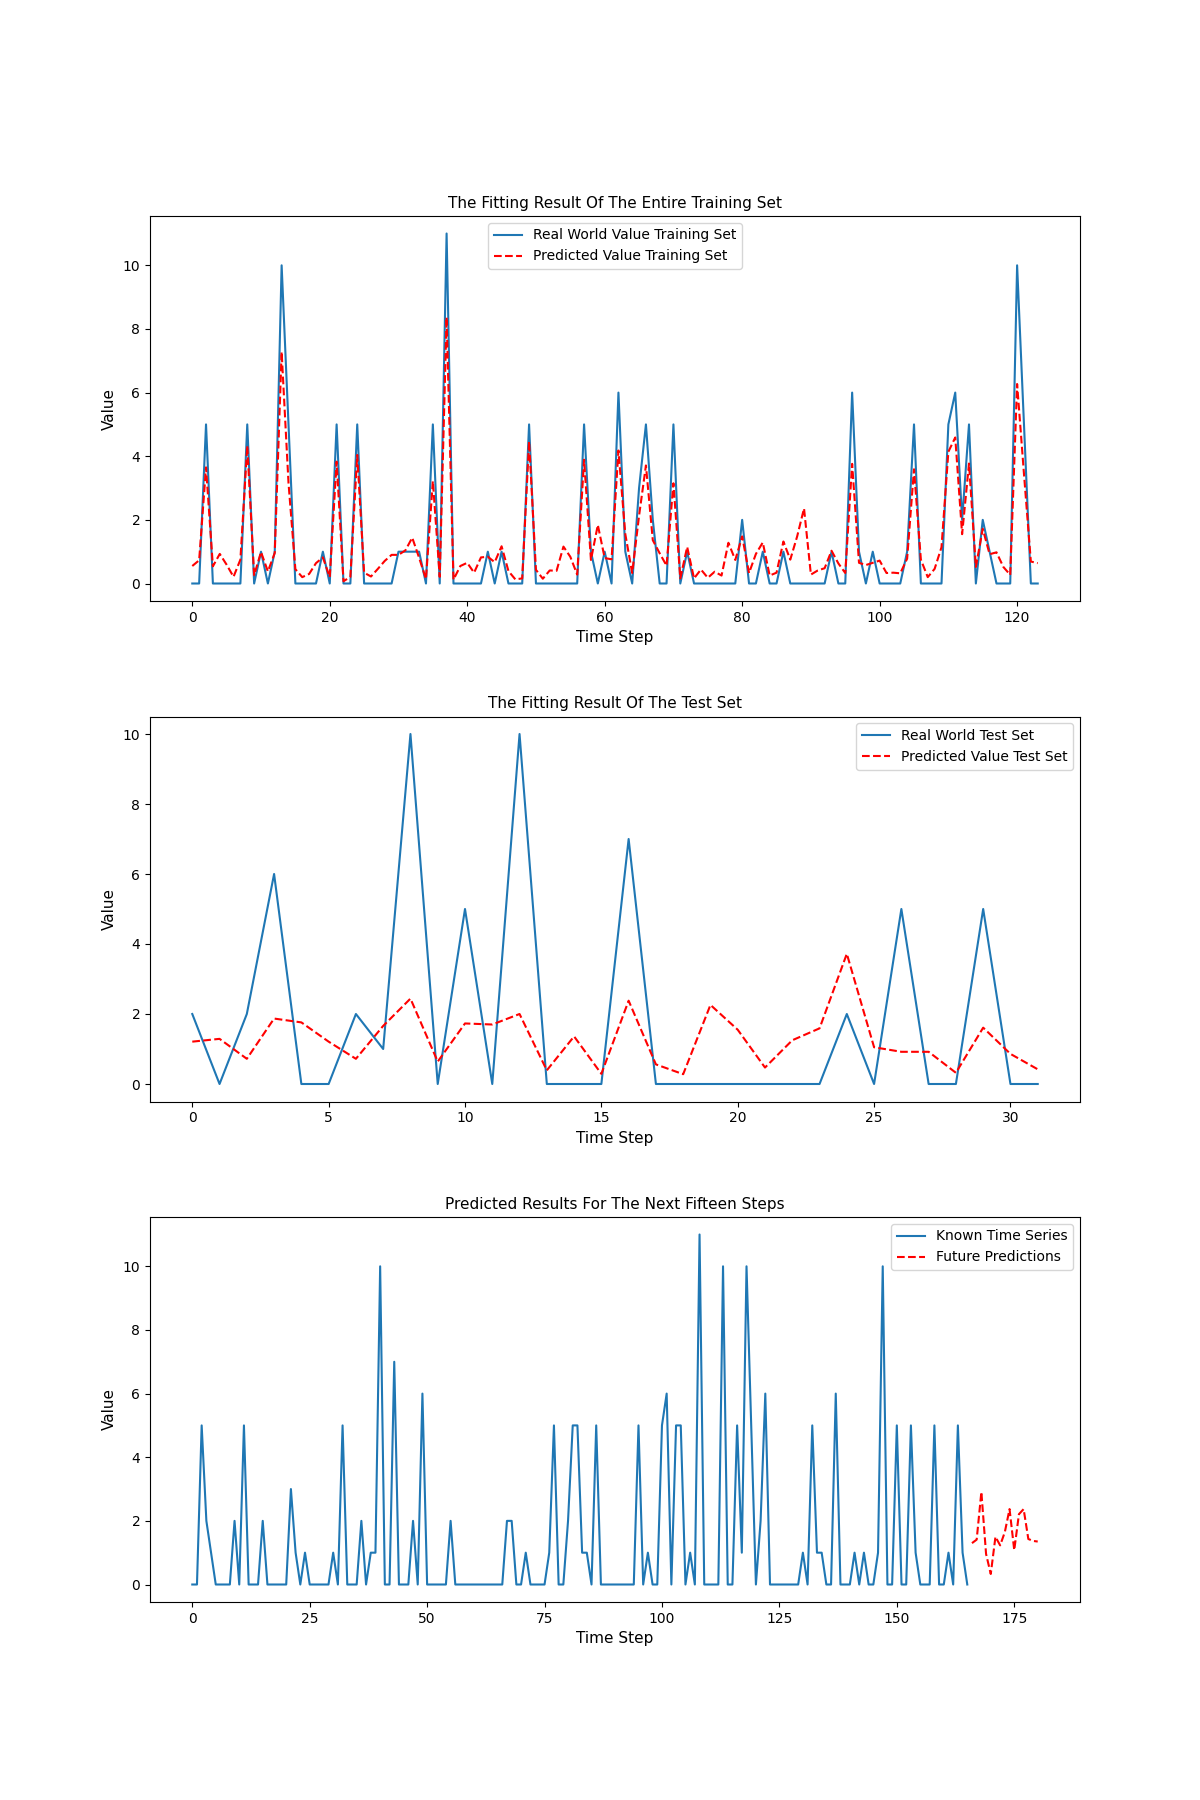 The Fitting Result Of The Entire Training Set
Real World Value Training Set
Predicted Value Training Set
Value
10
8
6
4
2
0
0 20 40 60 80 100 120
Time Step
The Fitting Result Of The Test Set
Real World Test Set
Predicted Value Test Set
Value
10
8
6
4
2
0
0 5 10 15 20 25 30
Time Step
Predicted Results For The Next Fifteen Steps
Known Time Series
Future Predictions
Value
10
8
6
4
2
0
0 25 50 75 100 125 150 175
Time Step